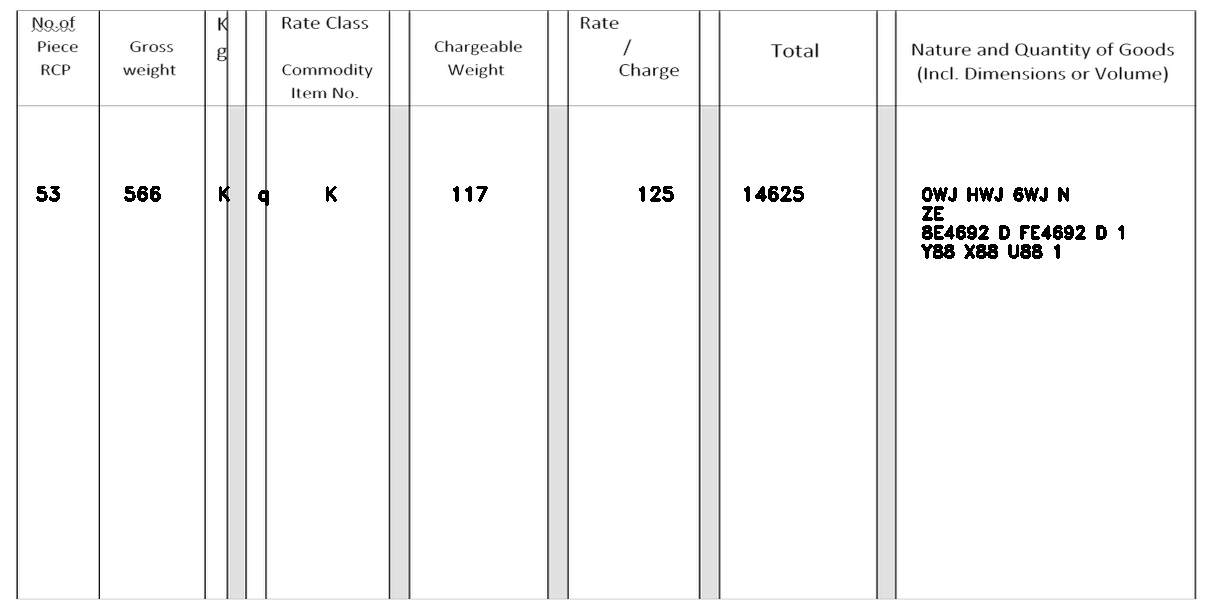 No.of Piece RCP
Gross weight
K g
Rate Class
Commodity Item No.
Chargeable Weight
Rate / Charge
Total
Nature and Quantity of Goods
(Incl. Dimensions or Volume)
53 566 K q K 117 125 14625 0WJ HWJ 6WJ N
ZE
8E4692 D FE4692 D 1
Y88 X88 U88 1